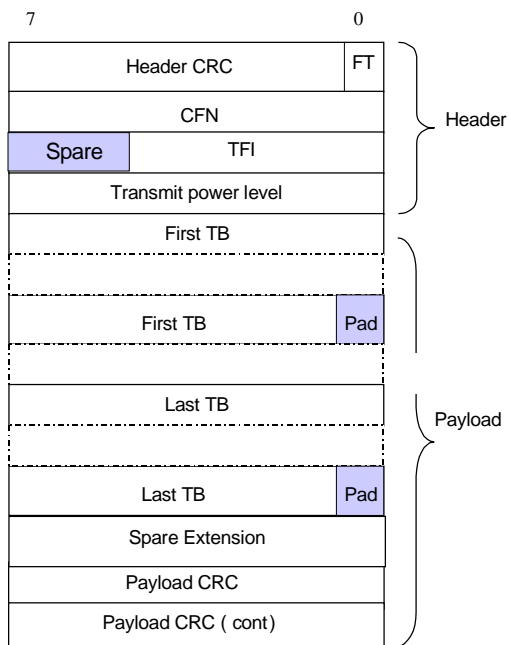 7 0
Header CRC FT
CFN
Header
Spare TFI
Transmit power level
First TB
First TB Pad
Last TB
Payload
Last TB Pad
Spare Extension
Payload CRC
Payload CRC ( cont)